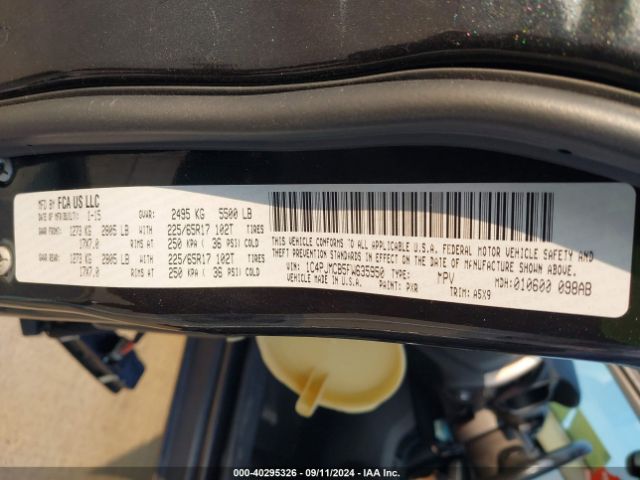 MFD BY FCA US LLC
DATE OF MFR/BUILT: 1-15 GVWR: 2495 KG 5500 LB
GAWR FRONT: 1273 KG 2805 LB WITH 225/65R17 102T TIRES
17X7.0 RIMS AT 250 KPA ( 36 PSI) COLD
GAWR REAR: 1273 KG 2805 LB WITH 225/65R17 102T TIRES
17X7.0 RIMS AT 250 KPA ( 36 PSI) COLD
THIS VEHICLE CONFORMS TO ALL APPLICABLE U.S.A. FEDERAL MOTOR VEHICLE SAFETY AND
THEFT PREVENTION STANDARDS IN EFFECT ON THE DATE OF MANUFACTURE SHOWN ABOVE.
VIN: 1C4PJMCB5FW635950 TYPE: MPV MDH: 010600 098AB
VEHICLE MADE IN U.S.A. PAINT: PXR TRIM: A5X9
000-40295326 - 09/11/2024 - IAA Inc.